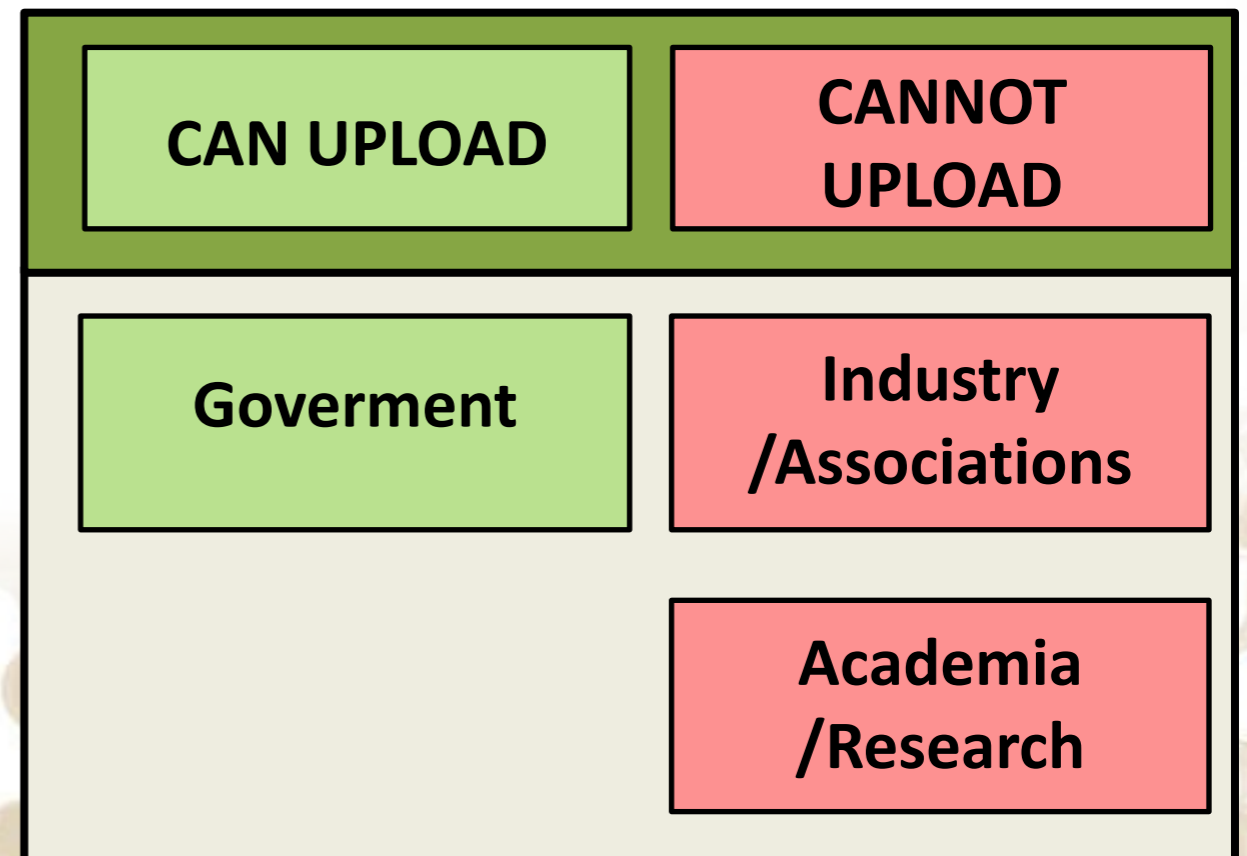 CAN UPLOAD
CANNOT
UPLOAD
Goverment
Industry
/Associations
Academia
/Research